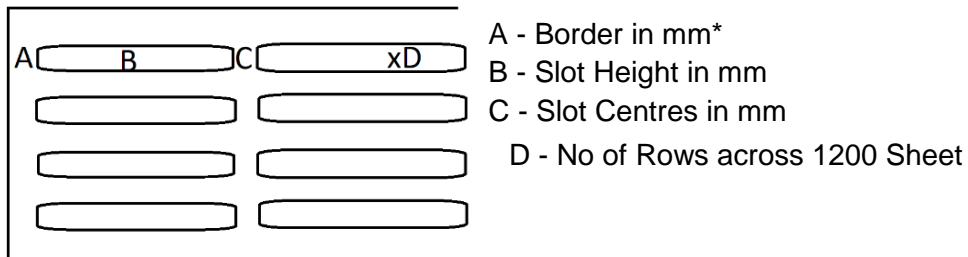 A B C xD
A - Border in mm*
B - Slot Height in mm
C - Slot Centres in mm
D - No of Rows across 1200 Sheet